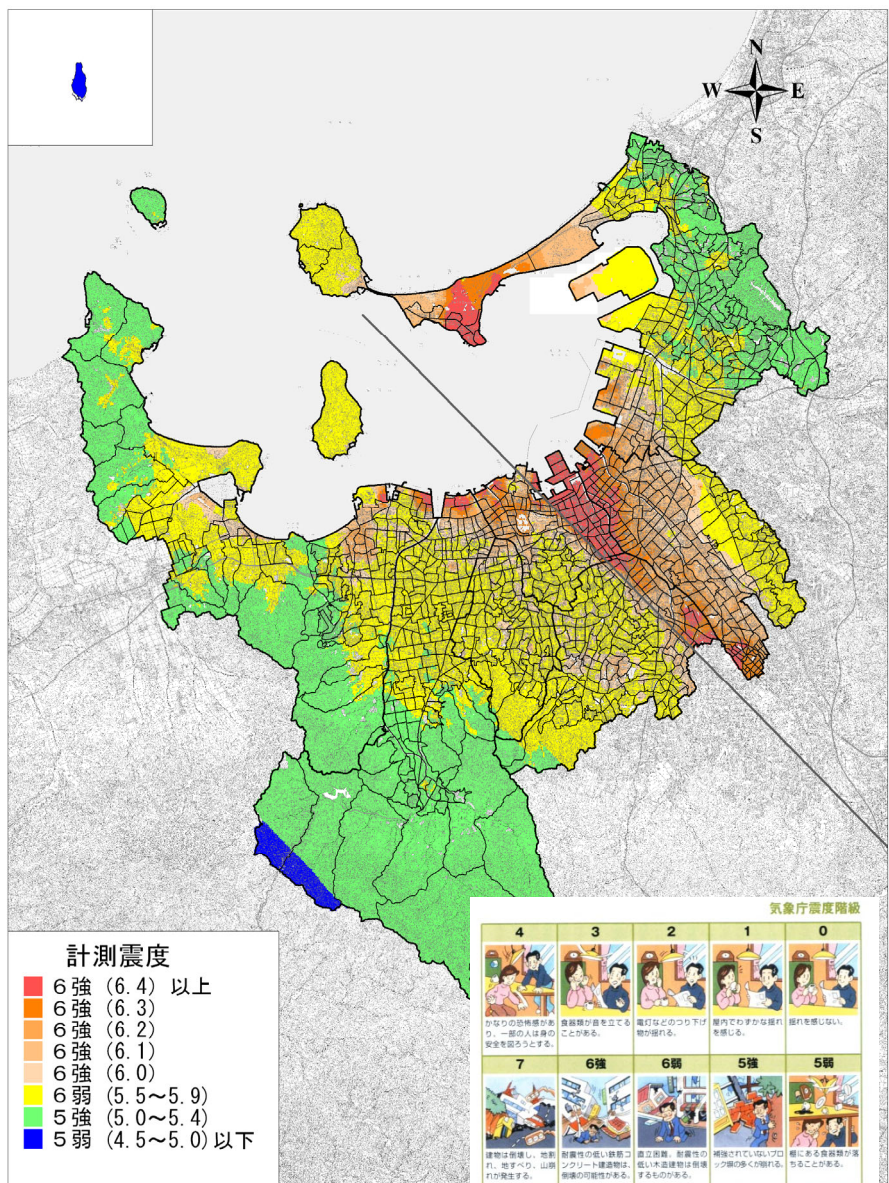 N
W E
S
計測震度
6強 (6.4) 以上
6強 (6.3)
6強 (6.2)
6強 (6.1)
6強 (6.0)
6弱 (5.5~5.9)
5強 (5.0~5.4)
5弱 (4.5~5.0) 以下
気象庁震度階級
4 3 2 1 0
かなりの恐怖感があ
り、一部の人は身の
安全を図ろうとする。
食器類が音を立てる
ことがある。
電灯などのつり下げ
物が揺れる。
屋内でわずかな揺れ
を感じる。
揺れを感じない。
7 6強 6弱 5強 5弱
建物は倒壊し、地割
れ、地すべり、山崩
れが発生する。
耐震性の低い鉄筋コ
ンクリート建造物は、
倒壊の可能性がある。
直立困難。耐震性の
低い木造建物は倒壊
するものがある。
補強されていないブロ
ック塀の多くが崩れる。
棚にある食器類が落
ちることがある。